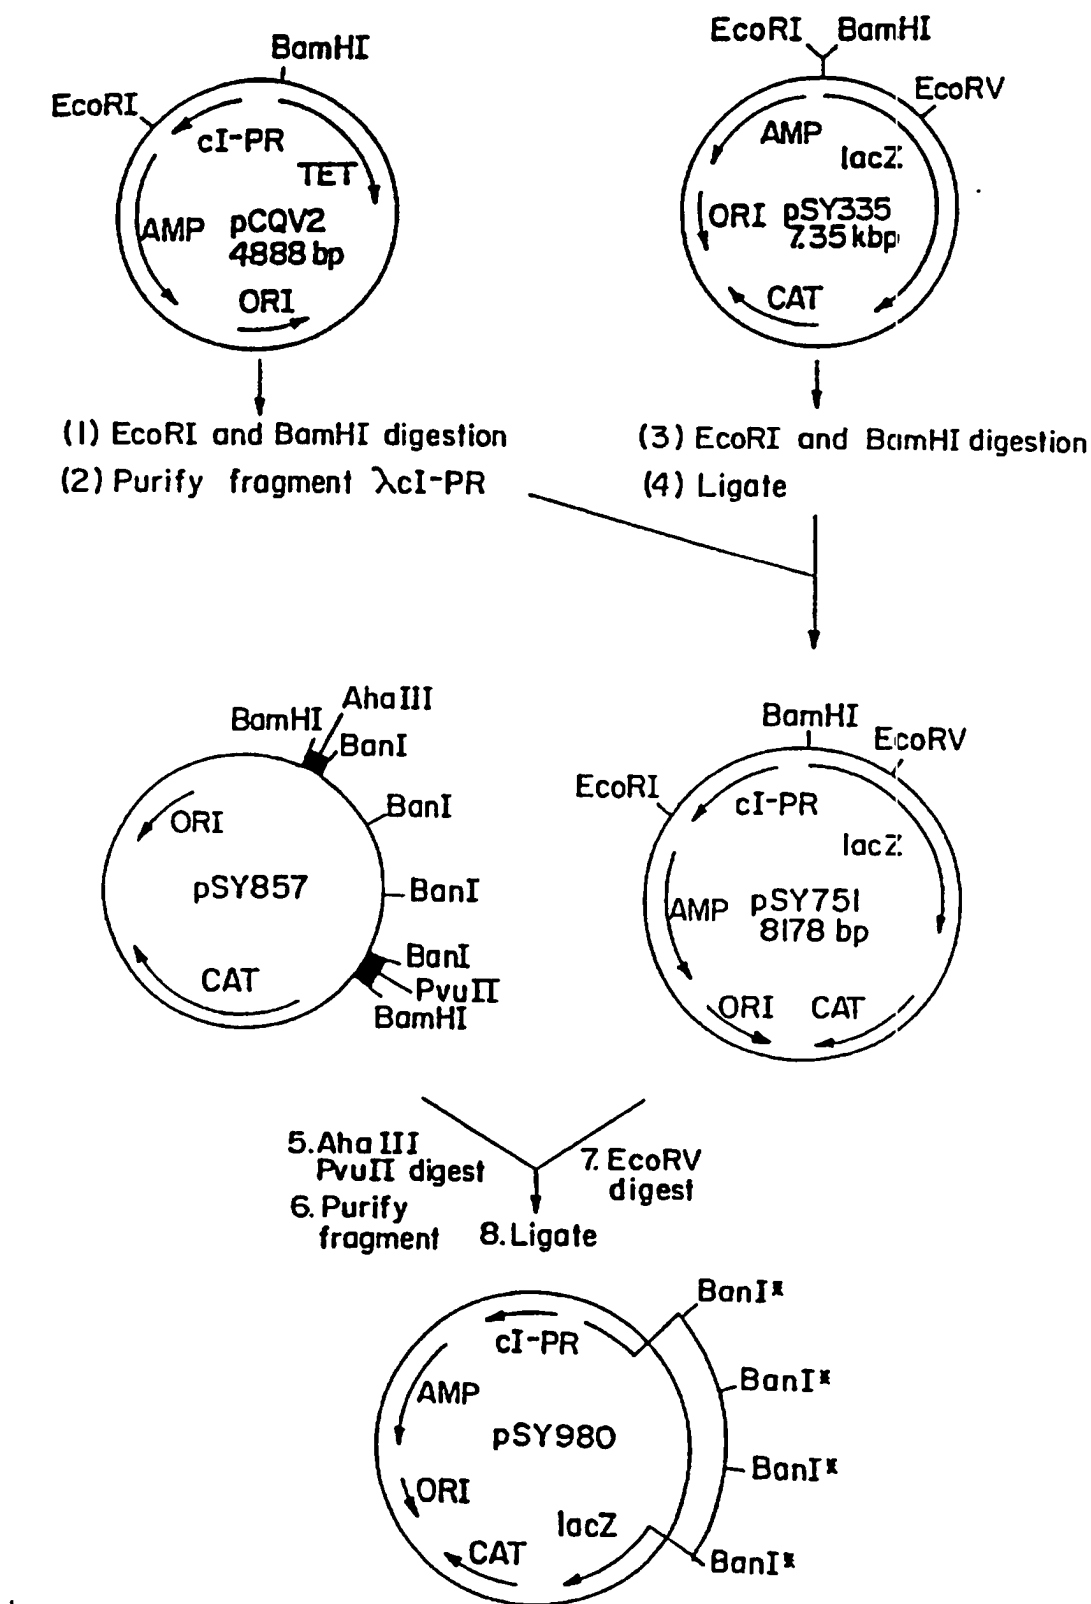 BamHI
EcoRI
cI-PR
TET
AMP
pCQV2
4888 bp
ORI
EcoRI BamHI
EcoRV
AMP
lacZ
ORI
pSY335
7.35 kbp
CAT
(1) EcoRI and BamHI digestion
(2) Purify fragment λcI-PR
(3) EcoRI and BamHI digestion
(4) Ligate
AhaIII
BamHI
BanI
BanI
ORI
pSY857
BanI
BanI
CAT
PvuII
BamHI
BamHI
EcoRV
EcoRI
cI-PR
lacZ
AMP
pSY751
8178 bp
ORI
CAT
5. Aha III
PvuII digest
6. Purify
fragment
7. EcoRV
digest
8. Ligate
BanI*
cI-PR
BanI*
AMP
pSY980
BanI*
ORI
lacZ
CAT
BanI*